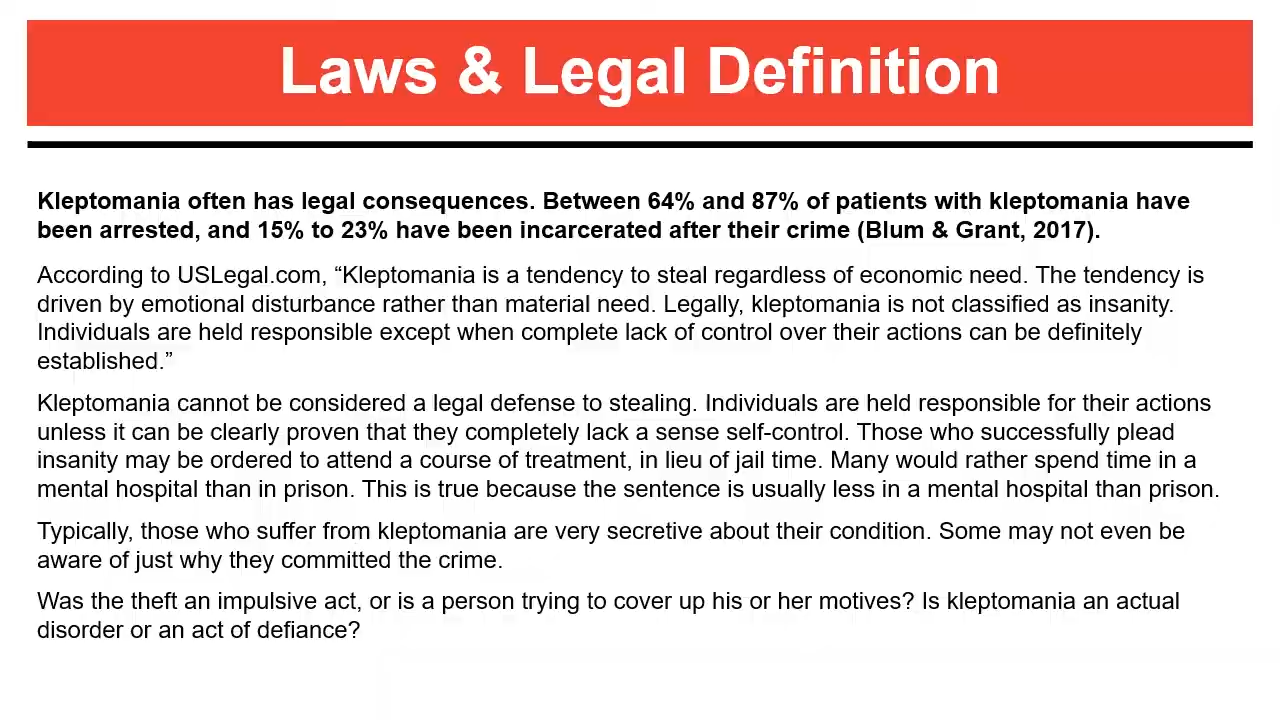 Laws & Legal Definition
Kleptomania often has legal consequences. Between 64% and 87% of patients with kleptomania have
been arrested, and 15% to 23% have been incarcerated after their crime (Blum & Grant, 2017).
According to USLegal.com, “Kleptomania is a tendency to steal regardless of economic need. The tendency is
driven by emotional disturbance rather than material need. Legally, kleptomania is not classified as insanity.
Individuals are held responsible except when complete lack of control over their actions can be definitely
established.”
Kleptomania cannot be considered a legal defense to stealing. Individuals are held responsible for their actions
unless it can be clearly proven that they completely lack a sense self-control. Those who successfully plead
insanity may be ordered to attend a course of treatment, in lieu of jail time. Many would rather spend time in a
mental hospital than in prison. This is true because the sentence is usually less in a mental hospital than prison.
Typically, those who suffer from kleptomania are very secretive about their condition. Some may not even be
aware of just why they committed the crime.
Was the theft an impulsive act, or is a person trying to cover up his or her motives? Is kleptomania an actual
disorder or an act of defiance?